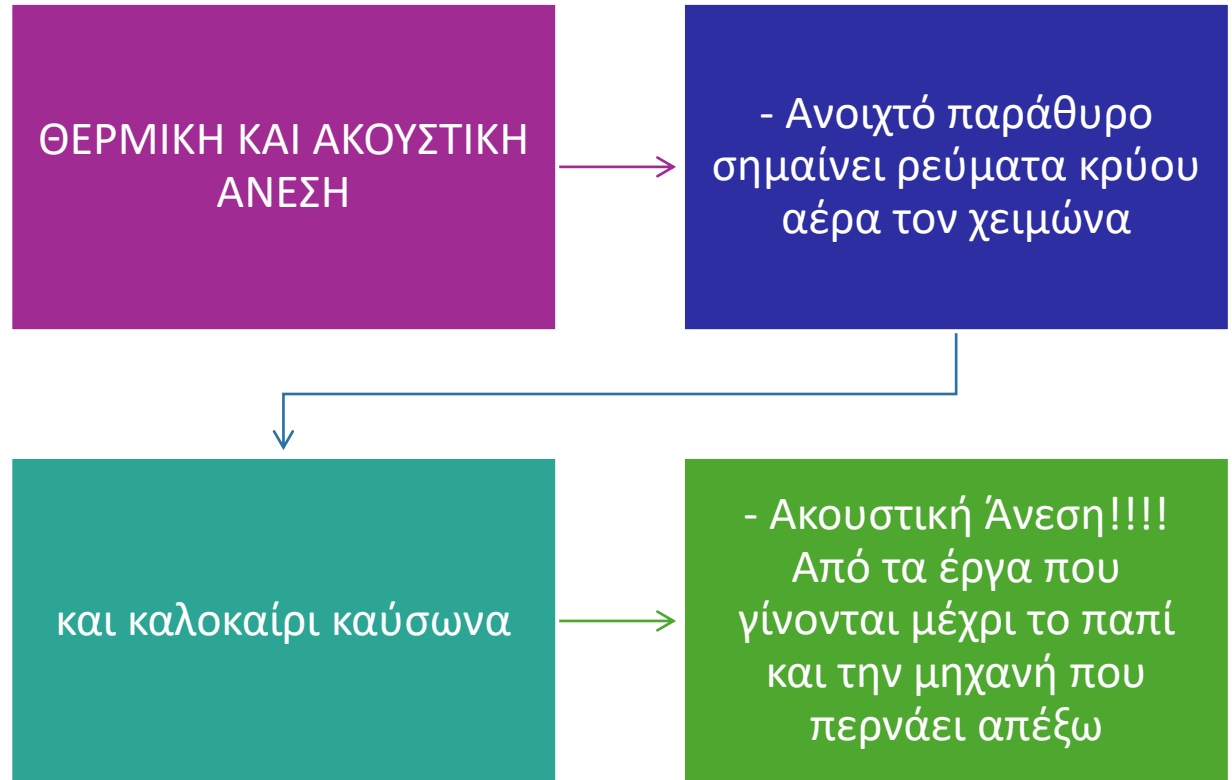 ΘΕΡΜΙΚΗ ΚΑΙ ΑΚΟΥΣΤΙΚΗ
ΑΝΕΣΗ
- Ανοιχτό παράθυρο
σημαίνει ρεύματα κρύου
αέρα τον χειμώνα
και καλοκαίρι καύσωνα
- Ακουστική Άνεση!!!!
Από τα έργα που
γίνονται μέχρι το παπί
και την μηχανή που
περνάει απέξω